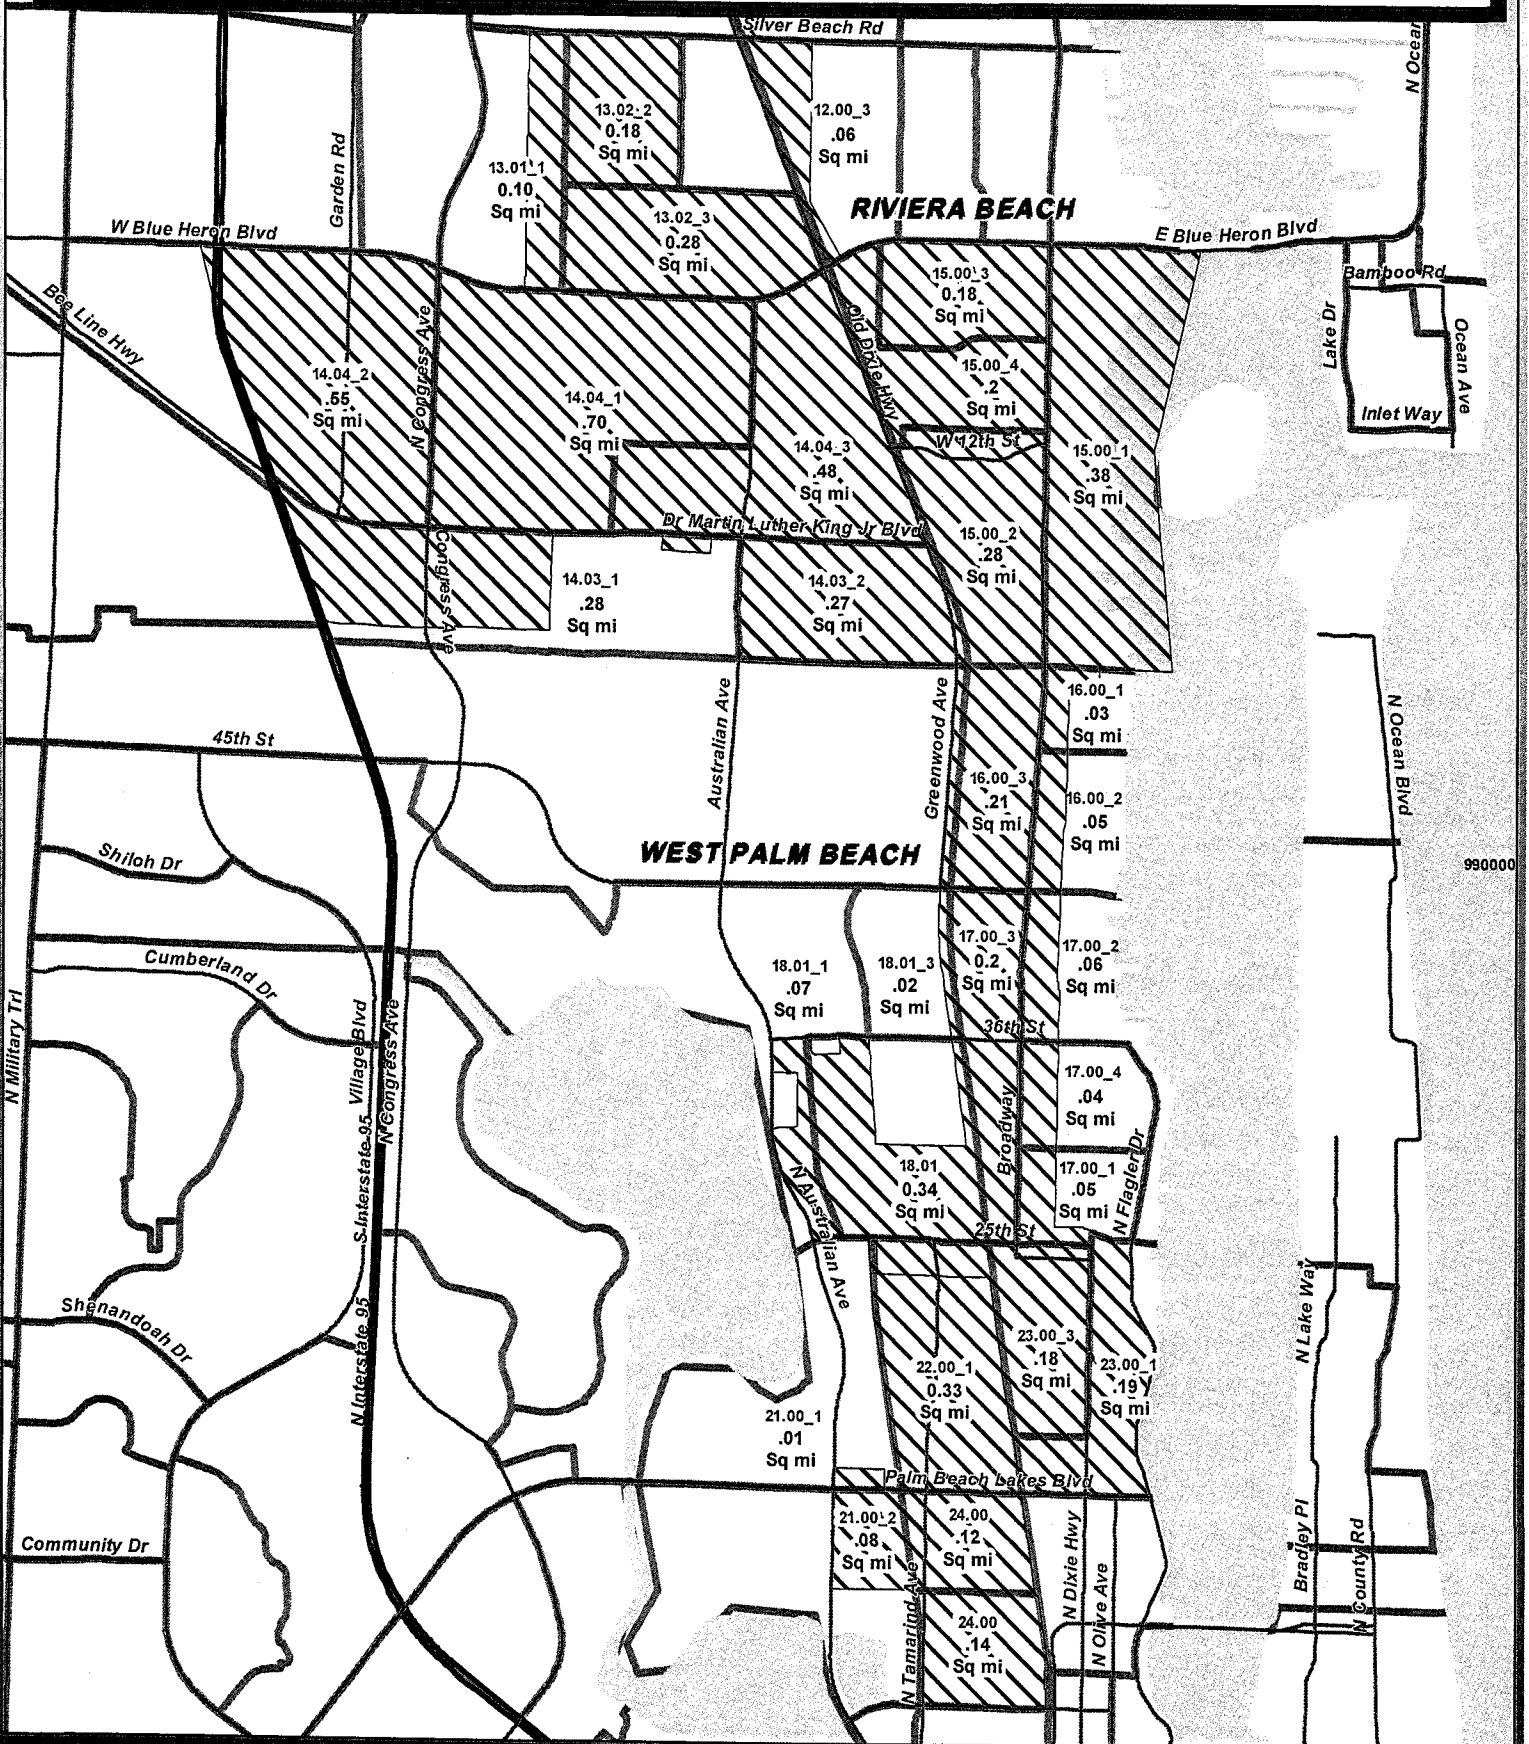 Silver Beach Rd
N Ocean
13.02_2
0.18
Sq mi
12.00_3
.06
Sq mi
Garden Rd
13.01_1
0.10
Sq mi
RIVIERA BEACH
13.02_3
0.28
Sq mi
W Blue Heron Blvd
E Blue Heron Blvd
Bamboo Rd
15.00_3
0.18
Sq mi
Bee Line Hwy
N Congress Ave
Old Dixie Hwy
Lake Dr
Ocean Ave
14.04_2
.55
Sq mi
14.04_1
.70
Sq mi
15.00_4
.2
Sq mi
Inlet Way
W 12th St
14.04_3
.48
Sq mi
15.00_1
.38
Sq mi
Dr Martin Luther King Jr Blvd
15.00_2
.28
Sq mi
Congress Ave
14.03_1
.28
Sq mi
14.03_2
.27
Sq mi
16.00_1
.03
Sq mi
Australian Ave
Greenwood Ave
N Ocean Blvd
45th St
16.00_3
.21
Sq mi
16.00_2
.05
Sq mi
Shiloh Dr
WEST PALM BEACH
990000
17.00_3
0.2
Sq mi
17.00_2
.06
Sq mi
Cumberland Dr
18.01_1
.07
Sq mi
18.01_3
.02
Sq mi
N Military Trl
Village Blvd
N Congress Ave
36th St
17.00_4
.04
Sq mi
Broadway
S Interstate 95
N Australian Ave
18.01
0.34
Sq mi
17.00_1
.05
Sq mi
N Flagler Dr
25th St
Shenandoah Dr
N Interstate 95
N Lake Way
22.00_1
0.33
Sq mi
23.00_3
.18
Sq mi
23.00_1
.19
Sq mi
21.00_1
.01
Sq mi
Palm Beach Lakes Blvd
21.00_2
.08
Sq mi
24.00
.12
Sq mi
Community Dr
N Tamarind Ave
N Dixie Hwy
N Olive Ave
Bradley Pl
N County Rd
24.00
.14
Sq mi